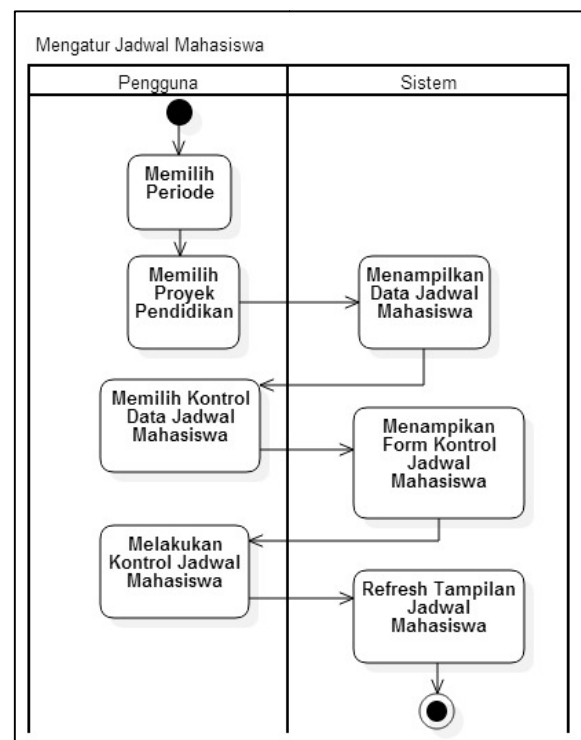 Mengatur Jadwal Mahasiswa
Pengguna
Sistem
Memilih
Periode
Memilih
Proyek
Pendidikan
Menampilkan
Data Jadwal
Mahasiswa
Memilih Kontrol
Data Jadwal
Mahasiswa
Menampikan
Form Kontrol
Jadwal
Mahasiswa
Melakukan
Kontrol Jadwal
Mahasiswa
Refresh Tampilan
Jadwal
Mahasiswa